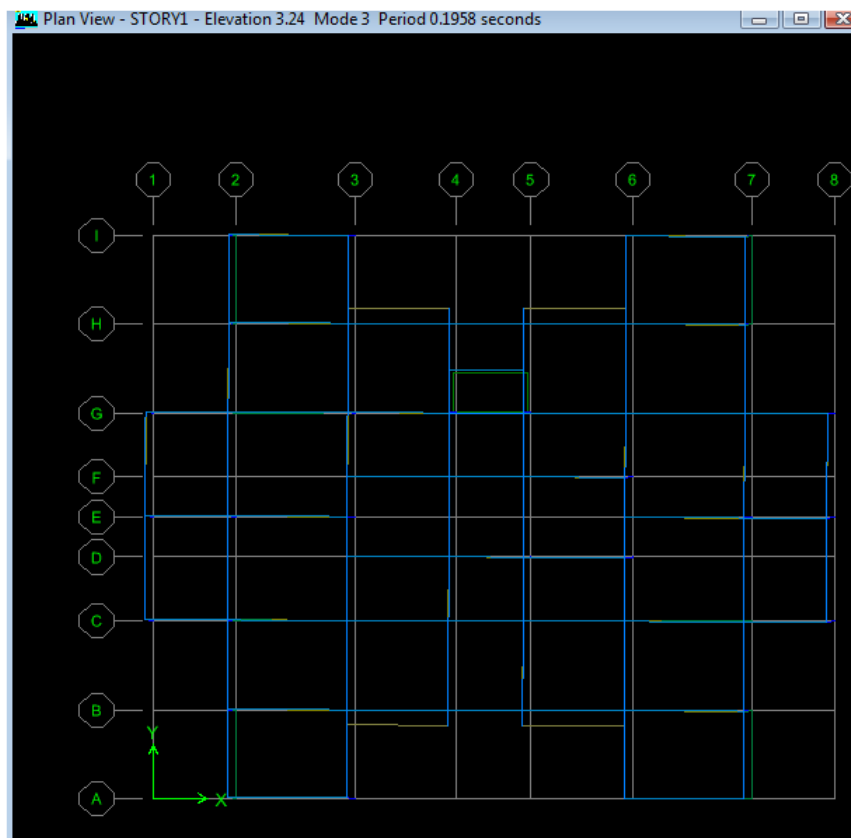 Plan View - STORY1 - Elevation 3.24 Mode 3 Period 0.1958 seconds
1 2 3 4 5 6 7 8
I
H
G
F
E
D
C
B
Y
X
A